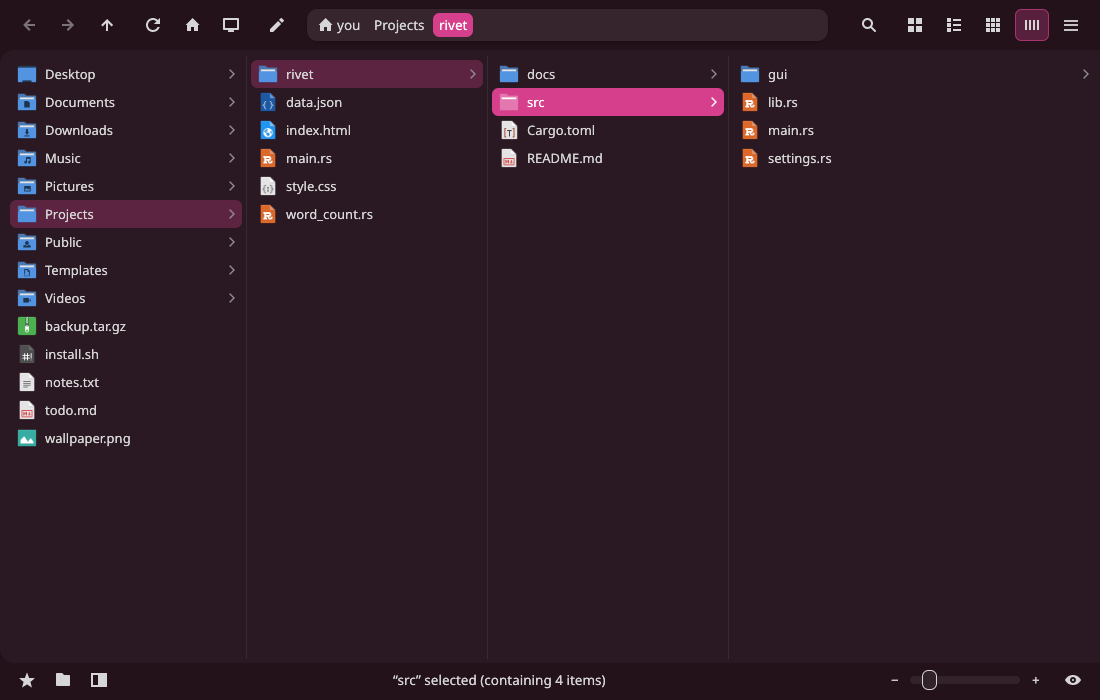 you Projects rivet
Desktop
Documents
Downloads
Music
Pictures
Projects
Public
Templates
Videos
backup.tar.gz
install.sh
notes.txt
todo.md
wallpaper.png
rivet
data.json
index.html
main.rs
style.css
word_count.rs
docs
src
Cargo.toml
README.md
gui
lib.rs
main.rs
settings.rs
“src” selected (containing 4 items)